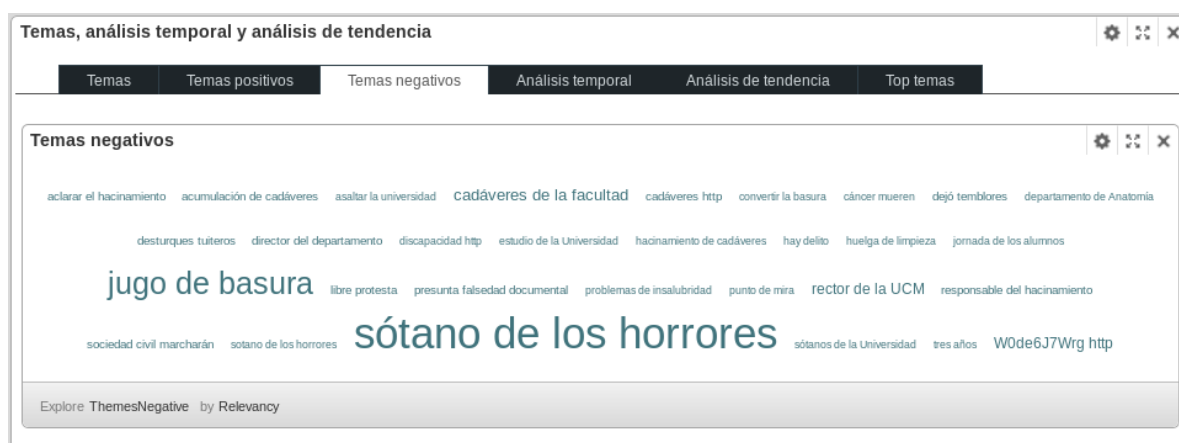 Temas, análisis temporal y análisis de tendencia
Temas Temas positivos Temas negativos Análisis temporal Análisis de tendencia Top temas
Temas negativos
aclarar el hacinamiento acumulación de cadáveres asaltar la universidad cadáveres de la facultad cadáveres http convertir la basura cáncer mueren dejó temblores departamento de Anatomía
desturques tuiteros director del departamento discapacidad http estudio de la Universidad hacinamiento de cadáveres hay delito huelga de limpieza jornada de los alumnos
jugo de basura libre protesta presunta falsedad documental problemas de insalubridad punto de mira rector de la UCM responsable del hacinamiento
sociedad civil marcharán sotano de los horrores sótano de los horrores sótanos de la Universidad tres años W0de6J7Wrg http
Explore ThemesNegative by Relevancy